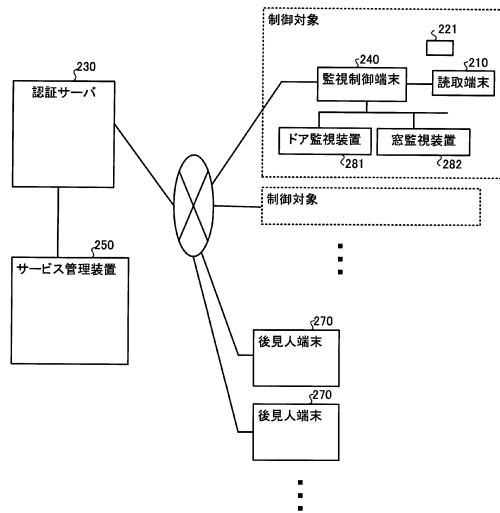 制御対象
221
230
認証サーバ
240
監視制御端末
210
読取端末
ドア監視装置
281
窓監視装置
282
制御対象
250
サービス管理装置
270
後見人端末
270
後見人端末